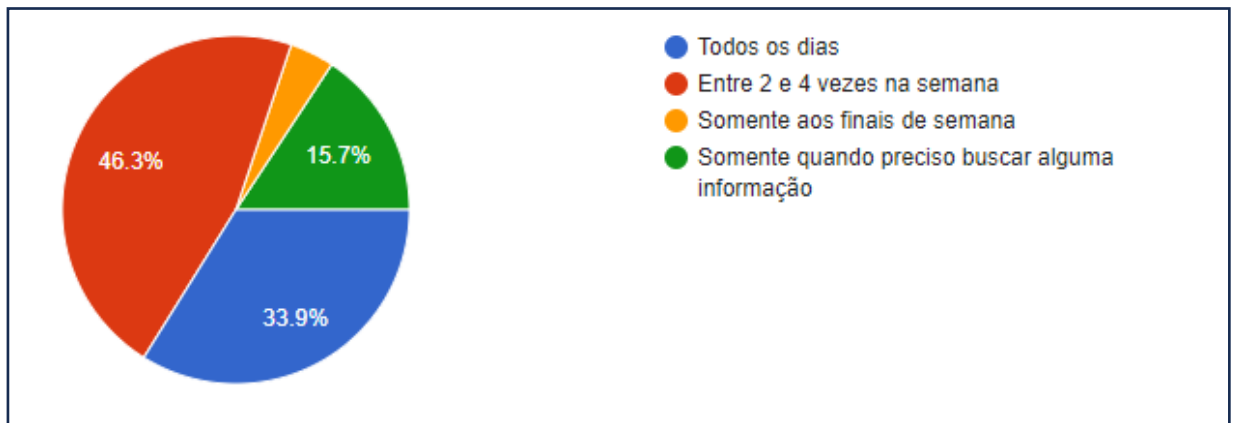 Todos os dias
Entre 2 e 4 vezes na semana
Somente aos finais de semana
Somente quando preciso buscar alguma
informação
46.3%
15.7%
33.9%